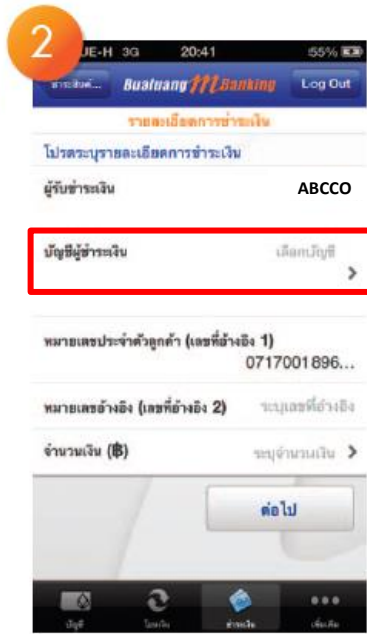 2
UE-H 3G 20:41 55%
ชำระสินค้... Bualuang mBanking Log Out
รายละเอียดการชำระเงิน
โปรดระบุรายละเอียดการชำระเงิน
ผู้รับชำระเงิน ABCCO
บัญชีผู้ชำระเงิน เลือกบัญชี
>
หมายเลขประจำตัวลูกค้า (เลขที่อ้างอิง 1)
0717001896...
หมายเลขอ้างอิง (เลขที่อ้างอิง 2) ระบุเลขที่อ้างอิง
จำนวนเงิน (฿) ระบุจำนวนเงิน >
ต่อไป
บัญชี โอนเงิน ชำระเงิน เพิ่มเติม